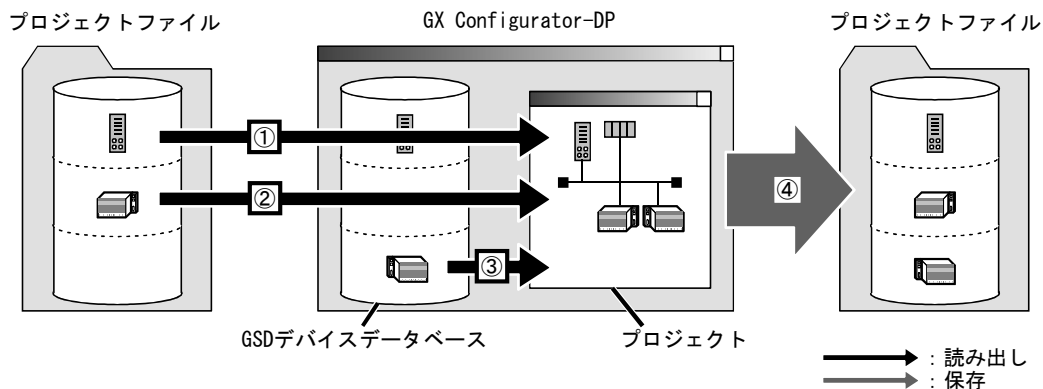 プロジェクトファイル
GX Configurator-DP
プロジェクトファイル
①
②
③
④
GSDデバイスデータベース
プロジェクト
：読み出し
：保存